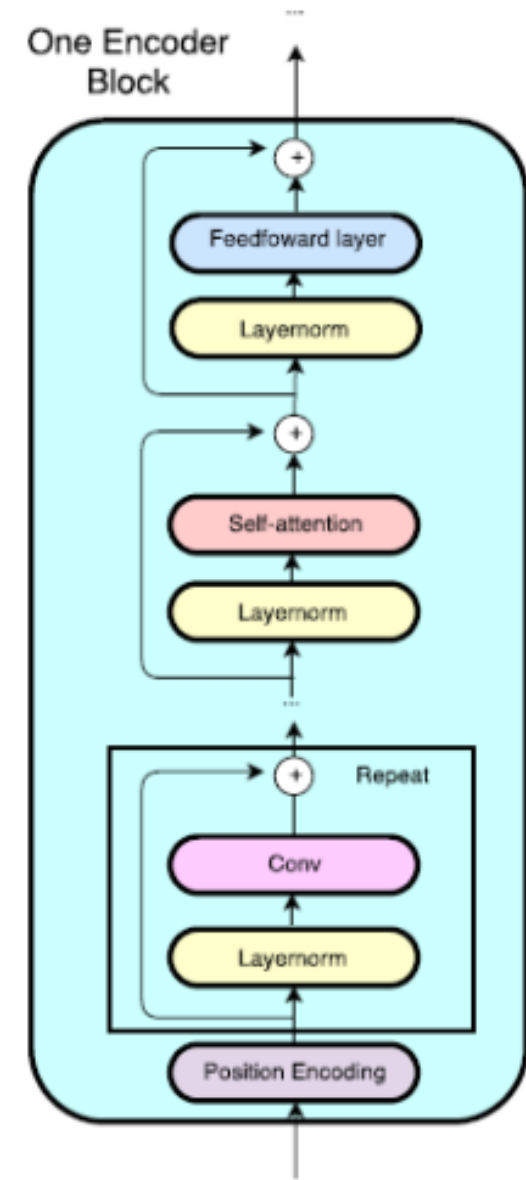 ...
One Encoder
Block
+
Feedfoward layer
Layernorm
+
Self-attention
Layernorm
...
+
Repeat
Conv
Layernorm
Position Encoding